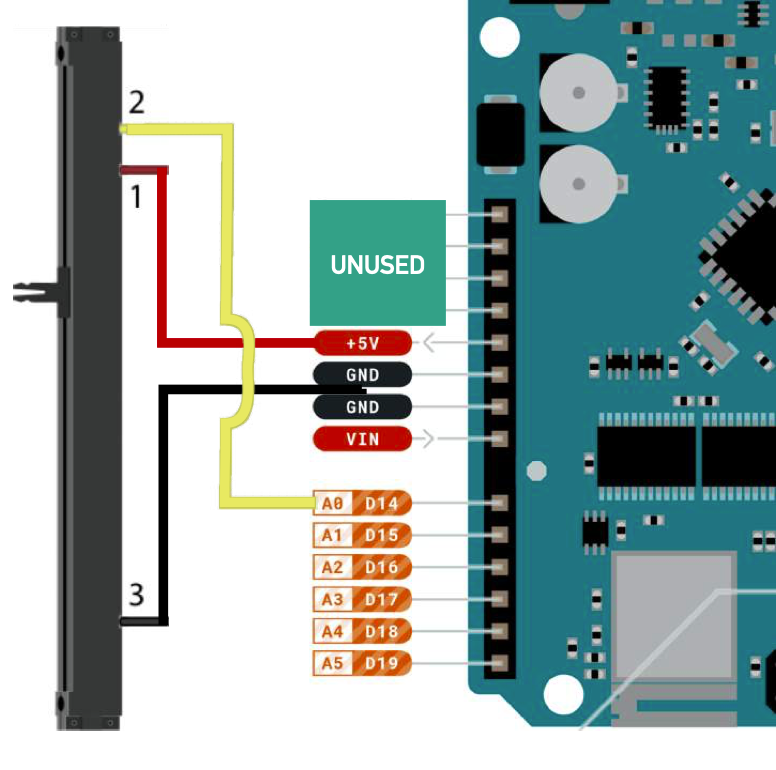 2
1
UNUSED
+5V
GND
GND
VIN
A0 D14
A1 D15
A2 D16
A3 D17
3
A4 D18
A5 D19